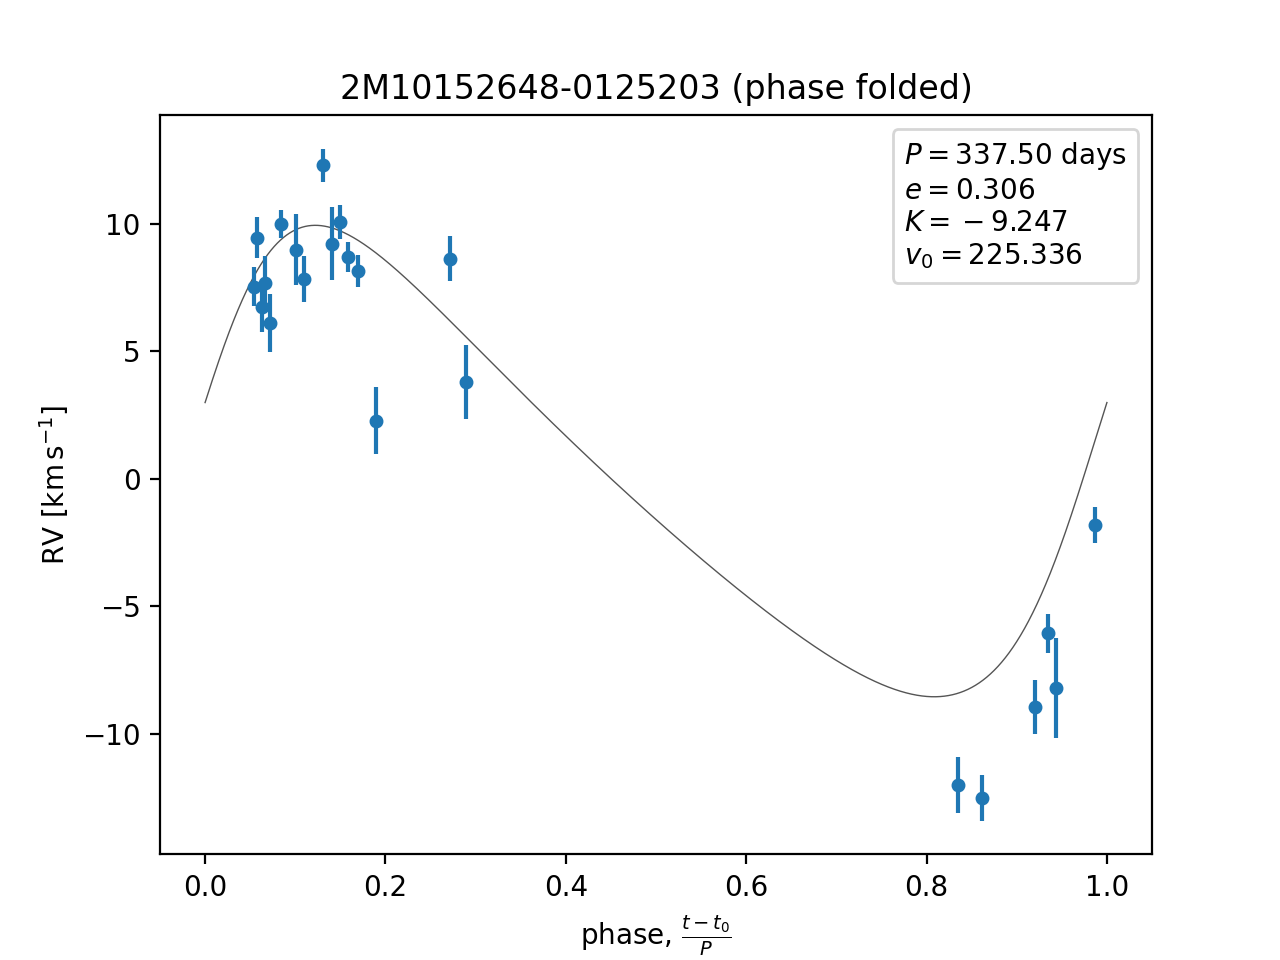 2M10152648-0125203 (phase folded)
P = 337.50 days
e = 0.306
K = −9.247
v₀ = 225.336
RV [km s⁻¹]
10
5
0
−5
−10
0.0 0.2 0.4 0.6 0.8 1.0
phase, (t − t₀)/P